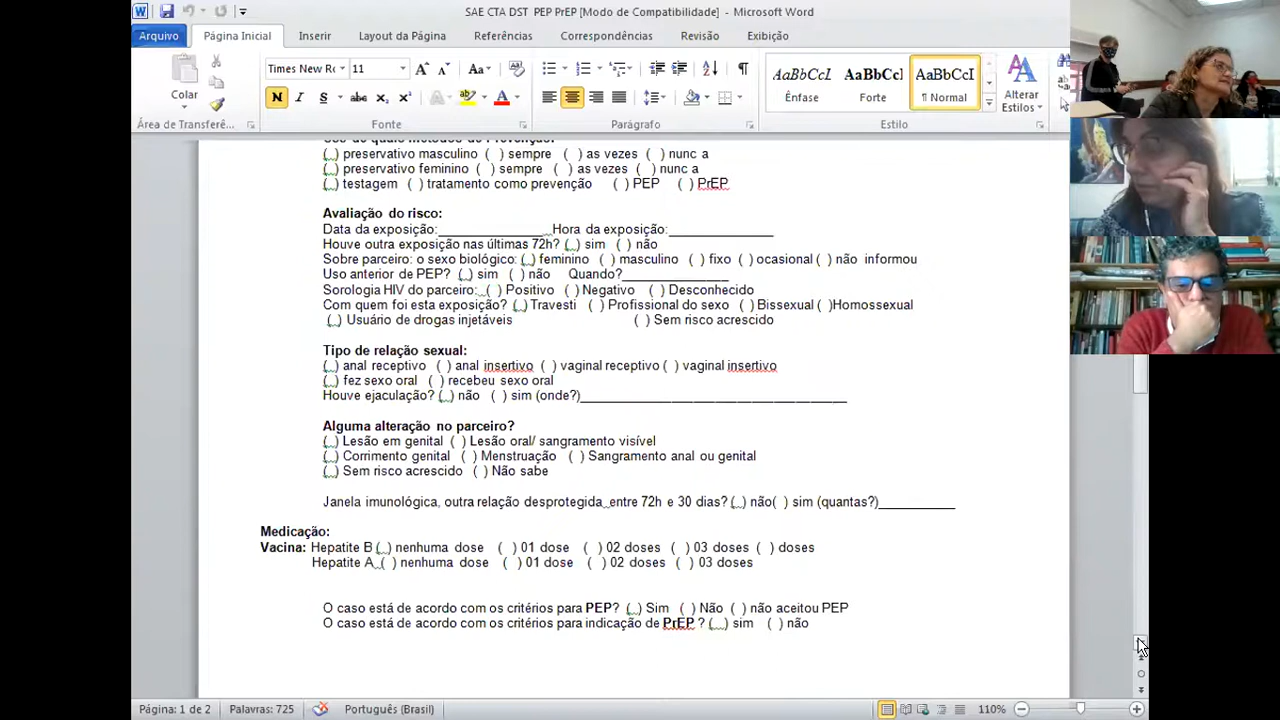 SAE CTA DST PEP PrEP [Modo de Compatibilidade] - Microsoft Word
Arquivo Página Inicial Inserir Layout da Página Referências Correspondências Revisão Exibição
Colar
Times New Ro 11
AaBbCcI AaBbCc AaBbCcI
Ênfase Forte ¶ Normal
Alterar Estilos
Área de Transferê... Fonte Parágrafo Estilo
(  ) preservativo masculino (  ) sempre (  ) as vezes (  ) nunc a
(  ) preservativo feminino (  ) sempre (  ) as vezes (  ) nunc a
(  ) testagem (  ) tratamento como prevenção (  ) PEP (  ) PrEP
Avaliação do risco:
Data da exposição:_________________ Hora da exposição:_________________
Houve outra exposição nas últimas 72h? (  ) sim (  ) não
Sobre parceiro: o sexo biológico: (  ) feminino (  ) masculino (  ) fixo (  ) ocasional (  ) não informou
Uso anterior de PEP? (  ) sim (  ) não Quando?_________________
Sorologia HIV do parceiro: (  ) Positivo (  ) Negativo (  ) Desconhecido
Com quem foi esta exposição? (  ) Travesti (  ) Profissional do sexo (  ) Bissexual (  )Homossexual
(  ) Usuário de drogas injetáveis (  ) Sem risco acrescido
Tipo de relação sexual:
(  ) anal receptivo (  ) anal insertivo (  ) vaginal receptivo (  ) vaginal insertivo
(  ) fez sexo oral (  ) recebeu sexo oral
Houve ejaculação? (  ) não (  ) sim (onde?)___________________________________________
Alguma alteração no parceiro?
(  ) Lesão em genital (  ) Lesão oral/ sangramento visível
(  ) Corrimento genital (  ) Menstruação (  ) Sangramento anal ou genital
(  ) Sem risco acrescido (  ) Não sabe
Janela imunológica, outra relação desprotegida entre 72h e 30 dias? (  ) não(  ) sim (quantas?)____________
Medicação:
Vacina: Hepatite B (  ) nenhuma dose (  ) 01 dose (  ) 02 doses (  ) 03 doses (  ) doses
Hepatite A (  ) nenhuma dose (  ) 01 dose (  ) 02 doses (  ) 03 doses
O caso está de acordo com os critérios para PEP? (  ) Sim (  ) Não (  ) não aceitou PEP
O caso está de acordo com os critérios para indicação de PrEP ? (  ) sim (  ) não
Página: 1 de 2 Palavras: 725 Português (Brasil) 110%